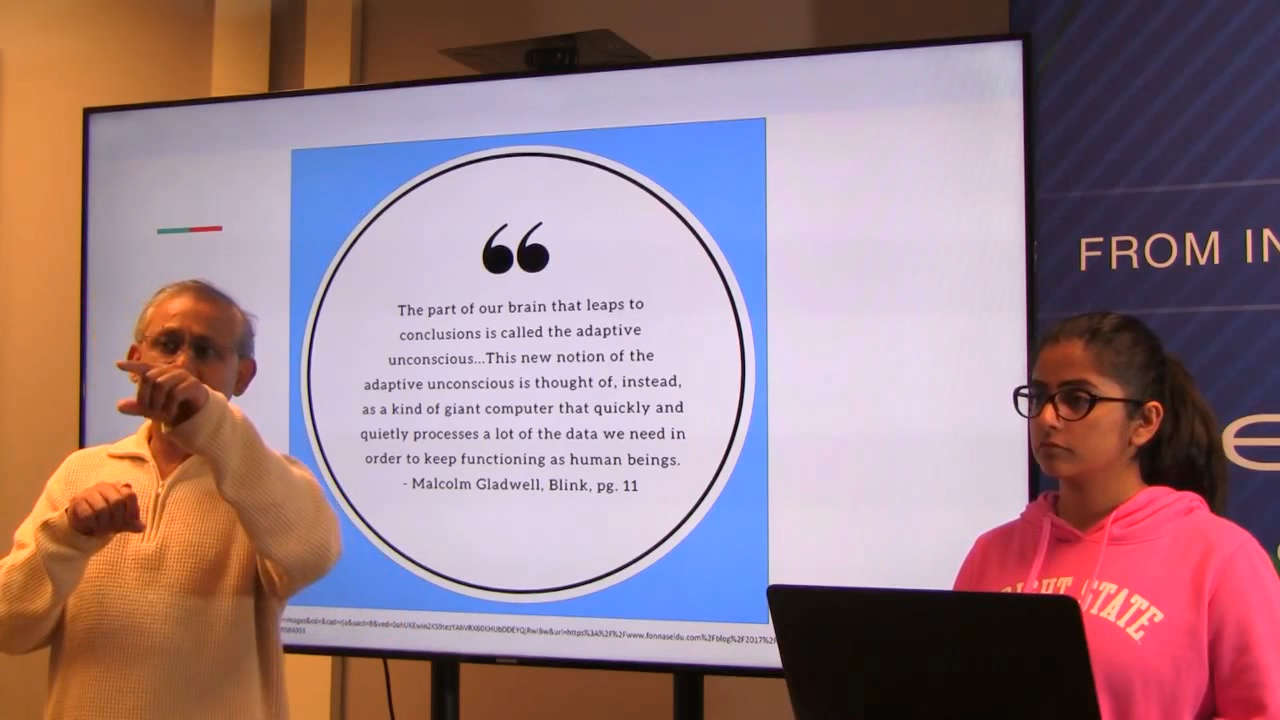 ❝
The part of our brain that leaps to
conclusions is called the adaptive
unconscious...This new notion of the
adaptive unconscious is thought of, instead,
as a kind of giant computer that quickly and
quietly processes a lot of the data we need in
order to keep functioning as human beings.
- Malcolm Gladwell, Blink, pg. 11
FROM IN
e
STATE